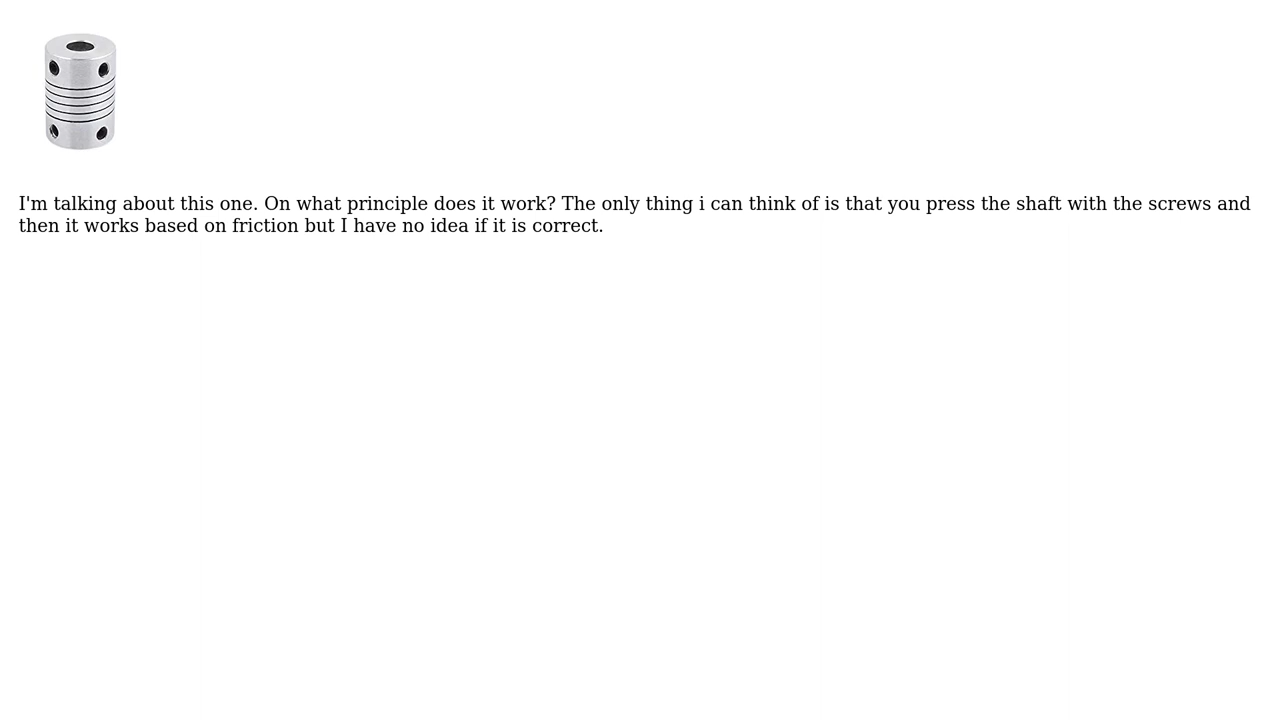 I'm talking about this one. On what principle does it work? The only thing i can think of is that you press the shaft with the screws and
then it works based on friction but I have no idea if it is correct.